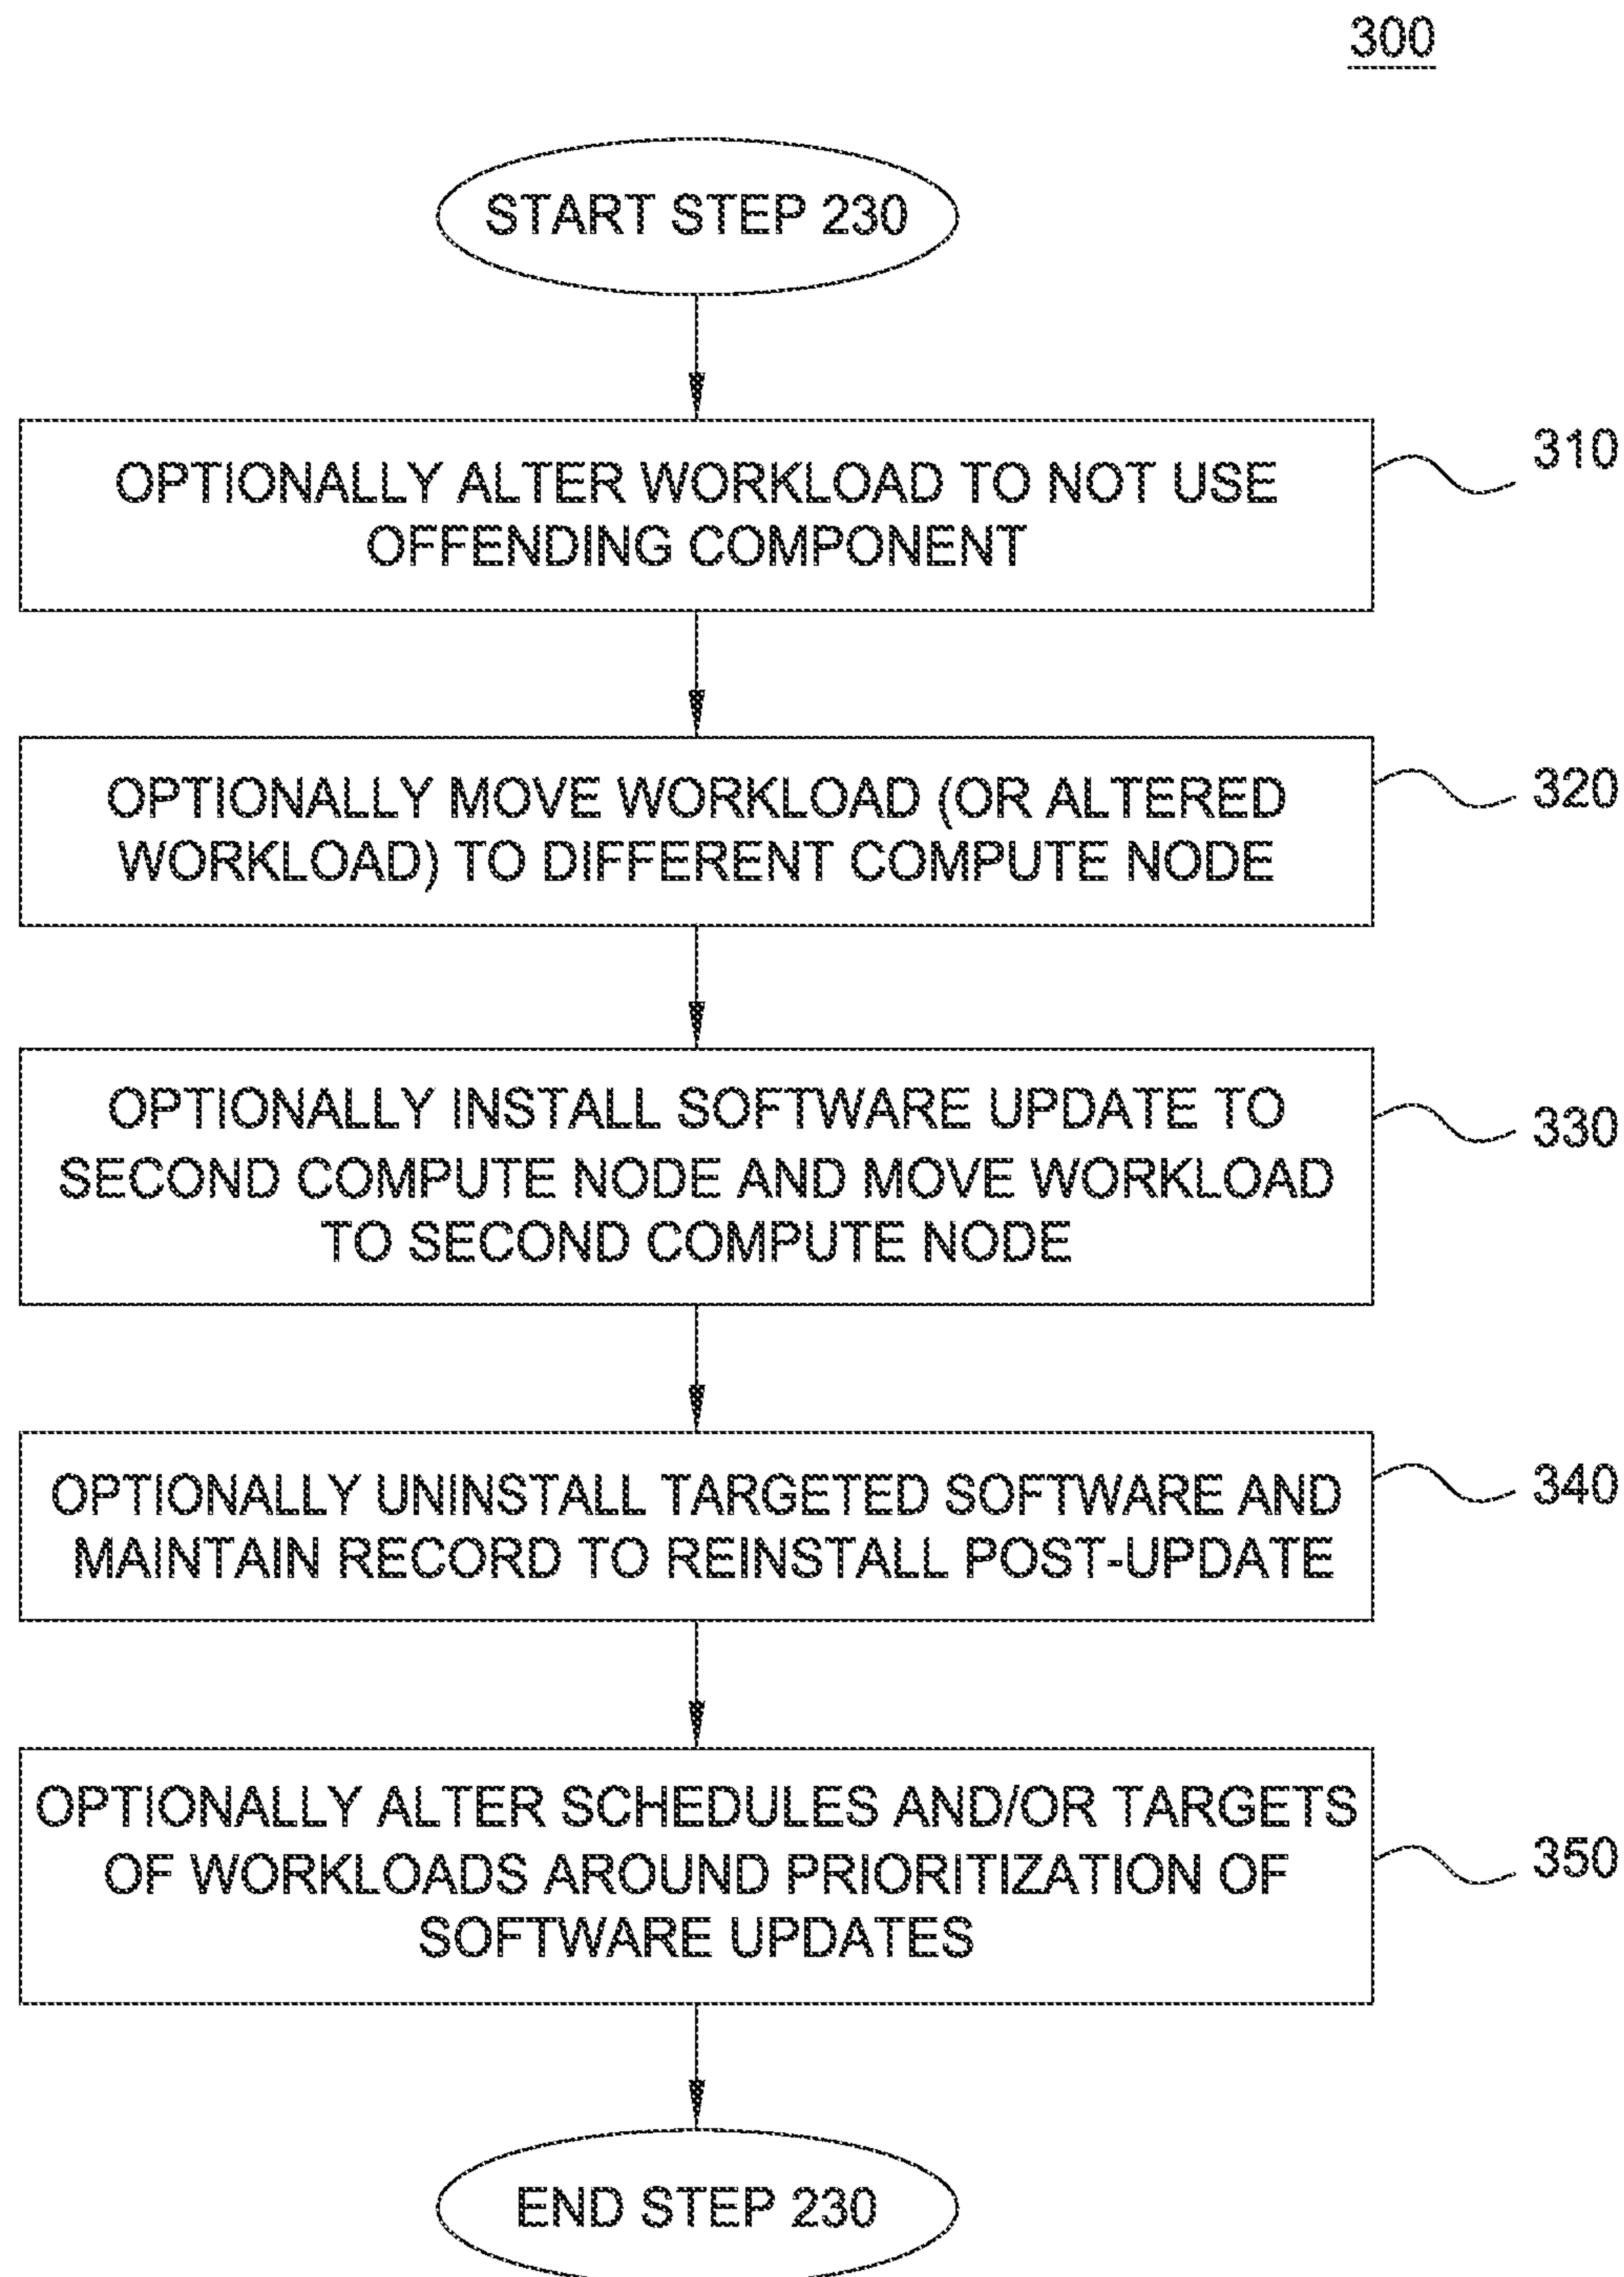 300
START STEP 230
OPTIONALLY ALTER WORKLOAD TO NOT USE
OFFENDING COMPONENT
310
OPTIONALLY MOVE WORKLOAD (OR ALTERED
WORKLOAD) TO DIFFERENT COMPUTE NODE
320
OPTIONALLY INSTALL SOFTWARE UPDATE TO
SECOND COMPUTE NODE AND MOVE WORKLOAD
TO SECOND COMPUTE NODE
330
OPTIONALLY UNINSTALL TARGETED SOFTWARE AND
MAINTAIN RECORD TO REINSTALL POST-UPDATE
340
OPTIONALLY ALTER SCHEDULES AND/OR TARGETS
OF WORKLOADS AROUND PRIORITIZATION OF
SOFTWARE UPDATES
350
END STEP 230